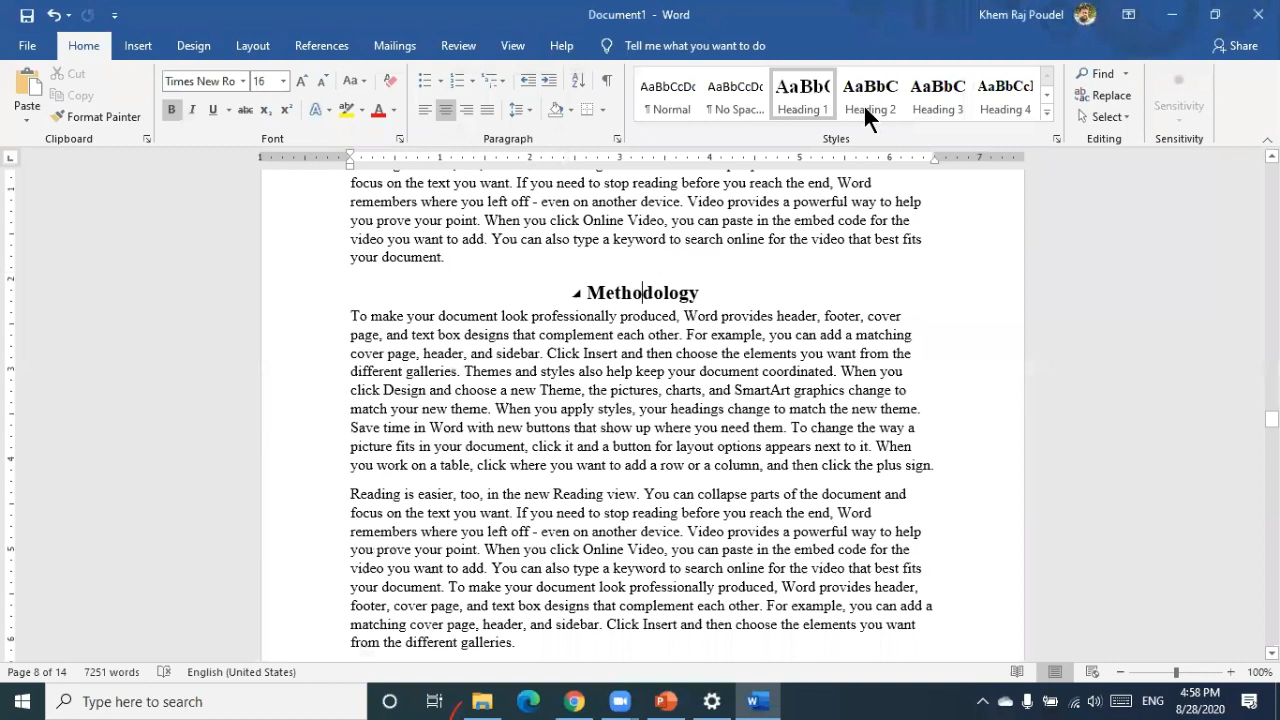 Document1 - Word
Khem Raj Poudel
File Home Insert Design Layout References Mailings Review View Help Tell me what you want to do Share
Paste
Cut
Copy
Format Painter
Clipboard
Times New Ro 16
Font
Paragraph
AaBbCcDc AaBbCcDc AaBb( AaBbC AaBbC AaBbCcl
¶ Normal ¶ No Spac... Heading 1 Heading 2 Heading 3 Heading 4
Styles
Find
Replace
Select
Editing
Sensitivity
Sensitivity
1 1 2 3 4 5 6 7
focus on the text you want. If you need to stop reading before you reach the end, Word
remembers where you left off - even on another device. Video provides a powerful way to help
you prove your point. When you click Online Video, you can paste in the embed code for the
video you want to add. You can also type a keyword to search online for the video that best fits
your document.
Methodology
To make your document look professionally produced, Word provides header, footer, cover
page, and text box designs that complement each other. For example, you can add a matching
cover page, header, and sidebar. Click Insert and then choose the elements you want from the
different galleries. Themes and styles also help keep your document coordinated. When you
click Design and choose a new Theme, the pictures, charts, and SmartArt graphics change to
match your new theme. When you apply styles, your headings change to match the new theme.
Save time in Word with new buttons that show up where you need them. To change the way a
picture fits in your document, click it and a button for layout options appears next to it. When
you work on a table, click where you want to add a row or a column, and then click the plus sign.
Reading is easier, too, in the new Reading view. You can collapse parts of the document and
focus on the text you want. If you need to stop reading before you reach the end, Word
remembers where you left off - even on another device. Video provides a powerful way to help
you prove your point. When you click Online Video, you can paste in the embed code for the
video you want to add. You can also type a keyword to search online for the video that best fits
your document. To make your document look professionally produced, Word provides header,
footer, cover page, and text box designs that complement each other. For example, you can add a
matching cover page, header, and sidebar. Click Insert and then choose the elements you want
from the different galleries.
Page 8 of 14 7251 words English (United States) 100%
Type here to search
ENG
4:58 PM
8/28/2020